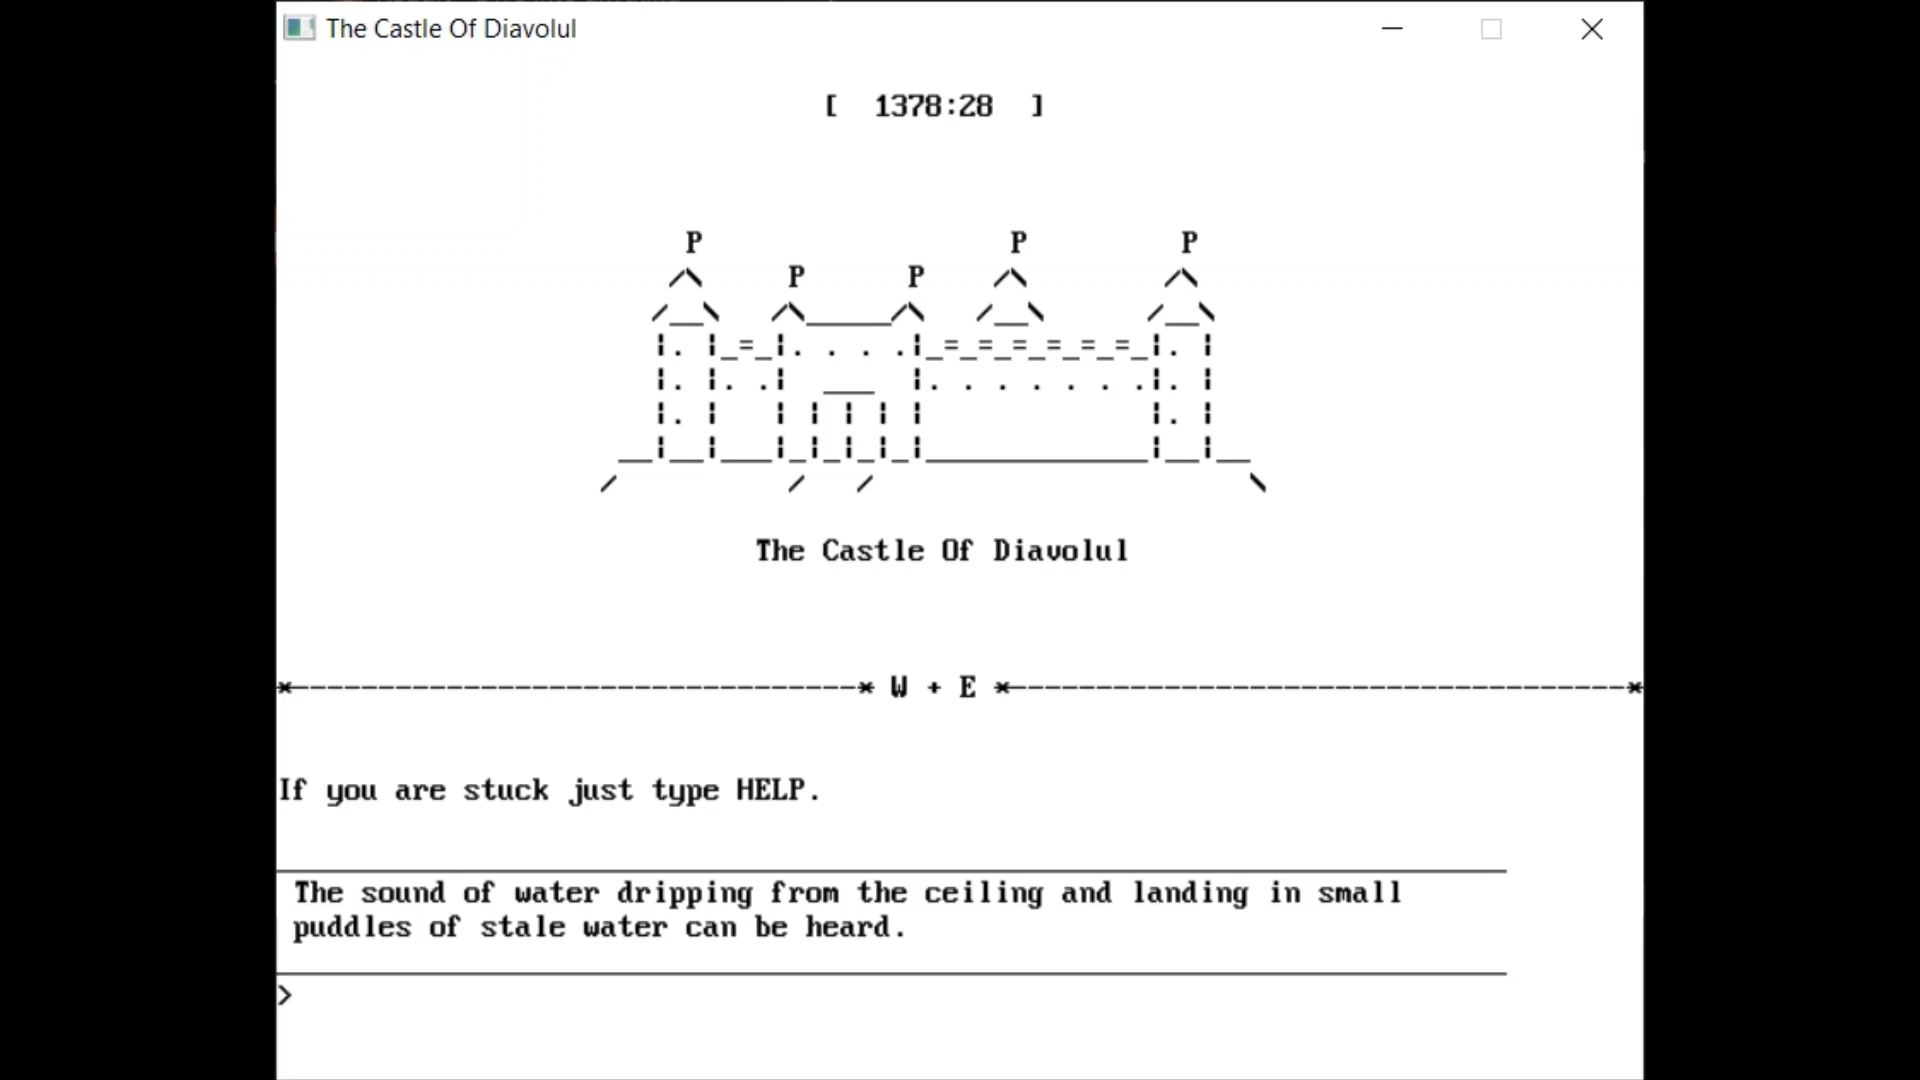 The Castle Of Diavolul
[ 1378:28 ]
P P P
P P
The Castle Of Diavolul
W + E
If you are stuck just type HELP.
The sound of water dripping from the ceiling and landing in small
puddles of stale water can be heard.
>